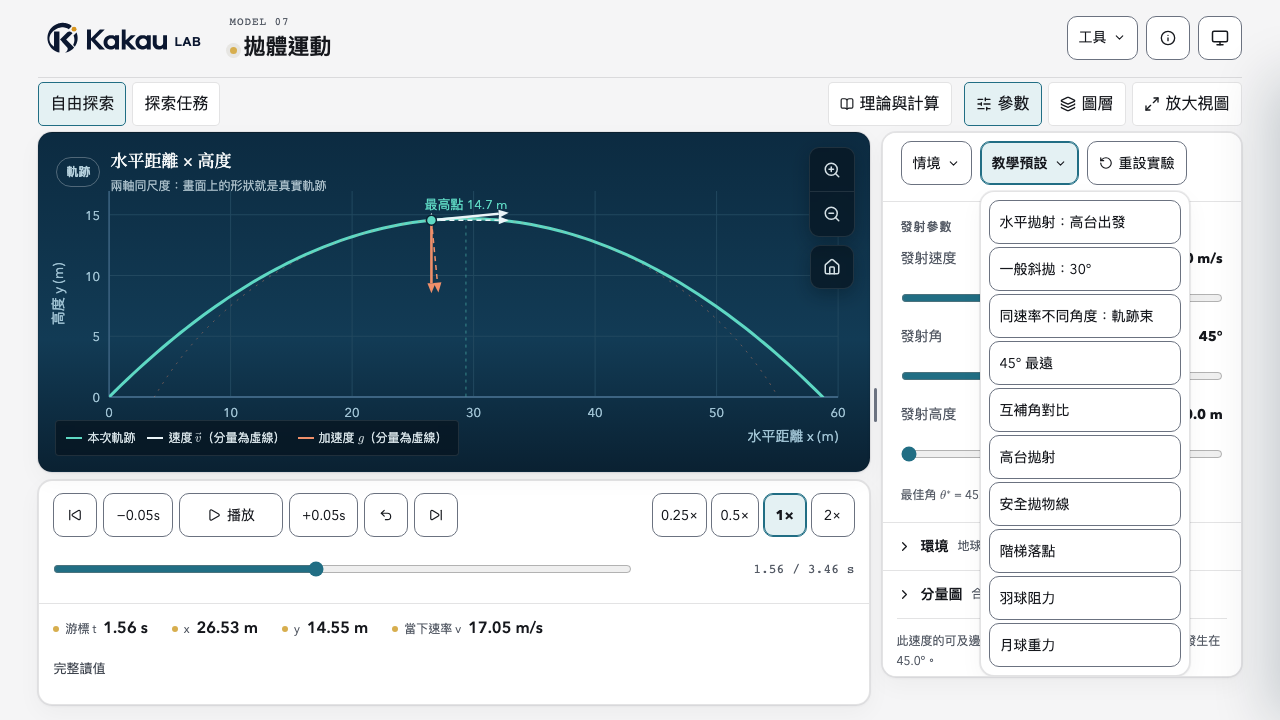 Kakau LAB
MODEL 07
拋體運動
工具
自由探索
探索任務
理論與計算
參數
圖層
放大視圖
軌跡
水平距離 × 高度
兩軸同尺度：畫面上的形狀就是真實軌跡
最高點 14.7 m
15
10
5
0
高度 y (m)
0 10 20 30 40 50 60
水平距離 x (m)
本次軌跡
速度 v⃗（分量為虛線）
加速度 g（分量為虛線）
−0.05s
播放
+0.05s
0.25×
0.5×
1×
2×
1.56 / 3.46 s
游標 t 1.56 s
x 26.53 m
y 14.55 m
當下速率 v 17.05 m/s
完整讀值
情境
教學預設
重設實驗
發射參數
發射速度
m/s
發射角
45°
發射高度
m
最佳角 θ* = 45
環境 地球
分量圖
此速度的可及邊
發生在
45.0°。
水平拋射：高台出發
一般斜拋：30°
同速率不同角度：軌跡束
45° 最遠
互補角對比
高台拋射
安全拋物線
階梯落點
羽球阻力
月球重力